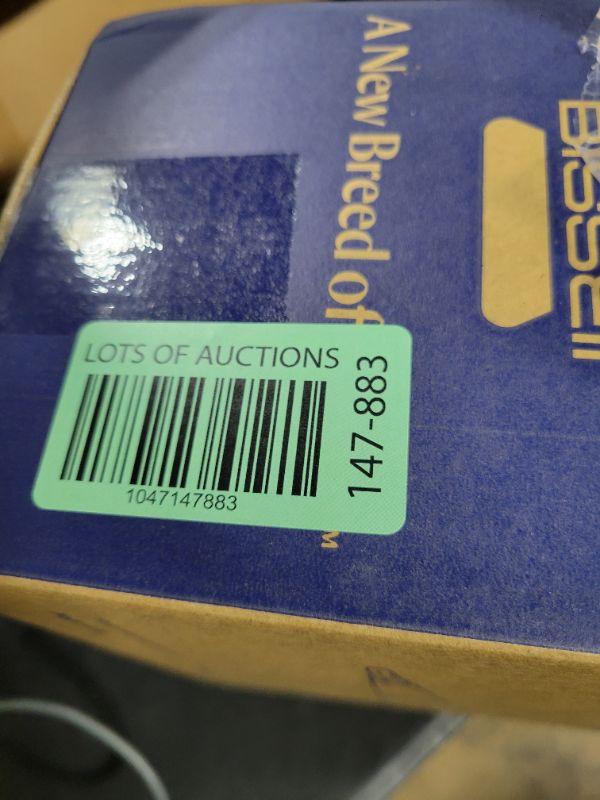 A New Breed of
BISSELL
LOTS OF AUCTIONS
1047147883
147-883
M